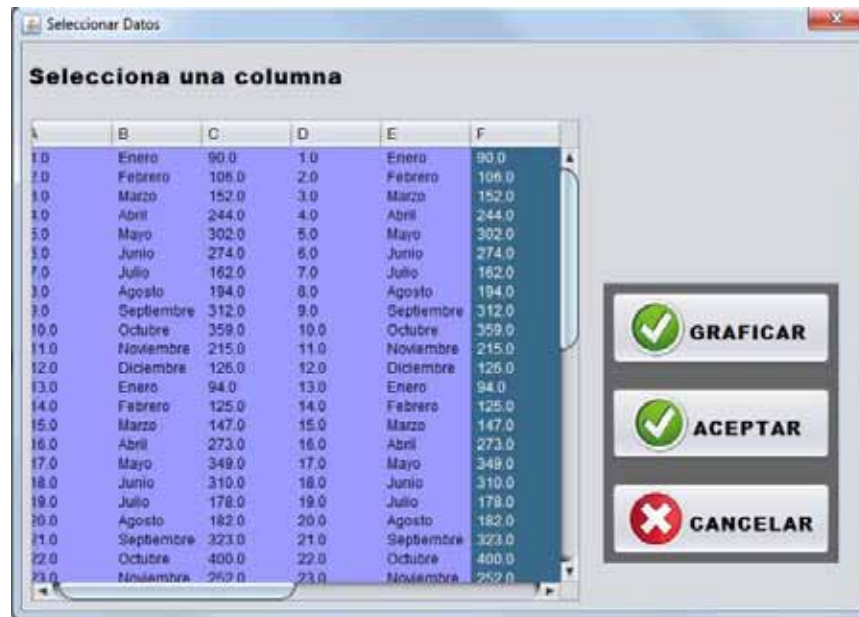 Seleccionar Datos
Selecciona una columna
A B C D E F
1.0 Enero 90.0 1.0 Enero 90.0
2.0 Febrero 106.0 2.0 Febrero 106.0
3.0 Marzo 152.0 3.0 Marzo 152.0
4.0 Abril 244.0 4.0 Abril 244.0
5.0 Mayo 302.0 5.0 Mayo 302.0
6.0 Junio 274.0 6.0 Junio 274.0
7.0 Julio 162.0 7.0 Julio 162.0
8.0 Agosto 194.0 8.0 Agosto 194.0
9.0 Septiembre 312.0 9.0 Septiembre 312.0
10.0 Octubre 359.0 10.0 Octubre 359.0
11.0 Noviembre 215.0 11.0 Noviembre 215.0
12.0 Diciembre 126.0 12.0 Diciembre 126.0
13.0 Enero 94.0 13.0 Enero 94.0
14.0 Febrero 125.0 14.0 Febrero 125.0
15.0 Marzo 147.0 15.0 Marzo 147.0
16.0 Abril 273.0 16.0 Abril 273.0
17.0 Mayo 349.0 17.0 Mayo 349.0
18.0 Junio 310.0 18.0 Junio 310.0
19.0 Julio 178.0 19.0 Julio 178.0
20.0 Agosto 182.0 20.0 Agosto 182.0
21.0 Septiembre 323.0 21.0 Septiembre 323.0
22.0 Octubre 400.0 22.0 Octubre 400.0
23.0 Noviembre 252.0 23.0 Noviembre 252.0
GRAFICAR
ACEPTAR
CANCELAR